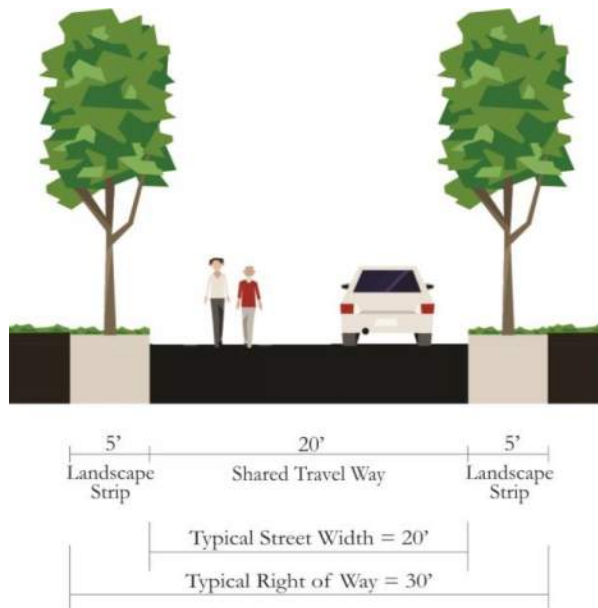 5’ 20’ 5’
Landscape Strip
Shared Travel Way
Landscape Strip
Typical Street Width = 20’
Typical Right of Way = 30’